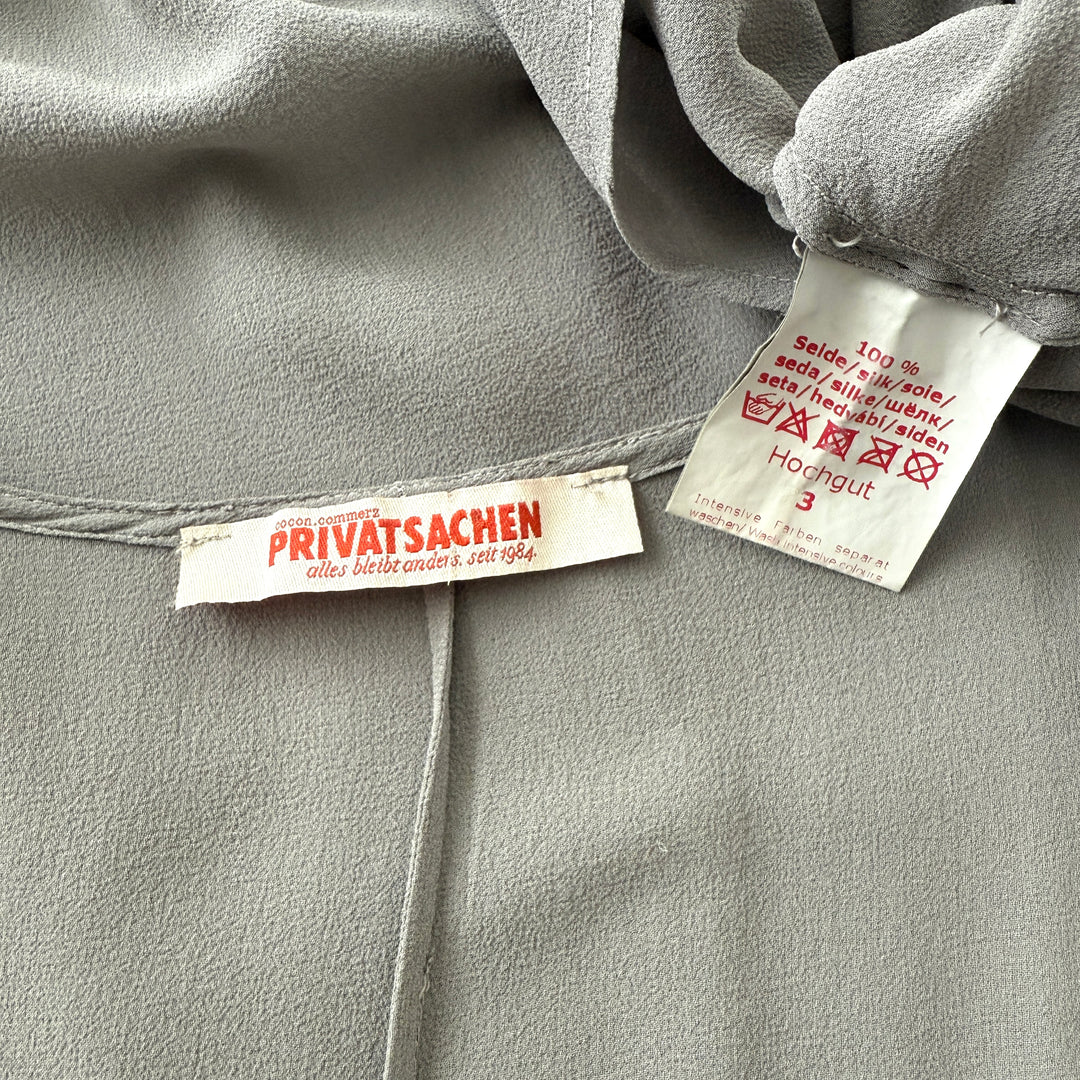 cocon.commerz
PRIVATSACHEN
alles bleibt anders. seit 1984.
100 %
Seide/silk/soie/
seda/silke/шёлк/
seta/hedvábí/siden
Hochgut
3
Intensive Farben separat
waschen/ Wash intensive colours